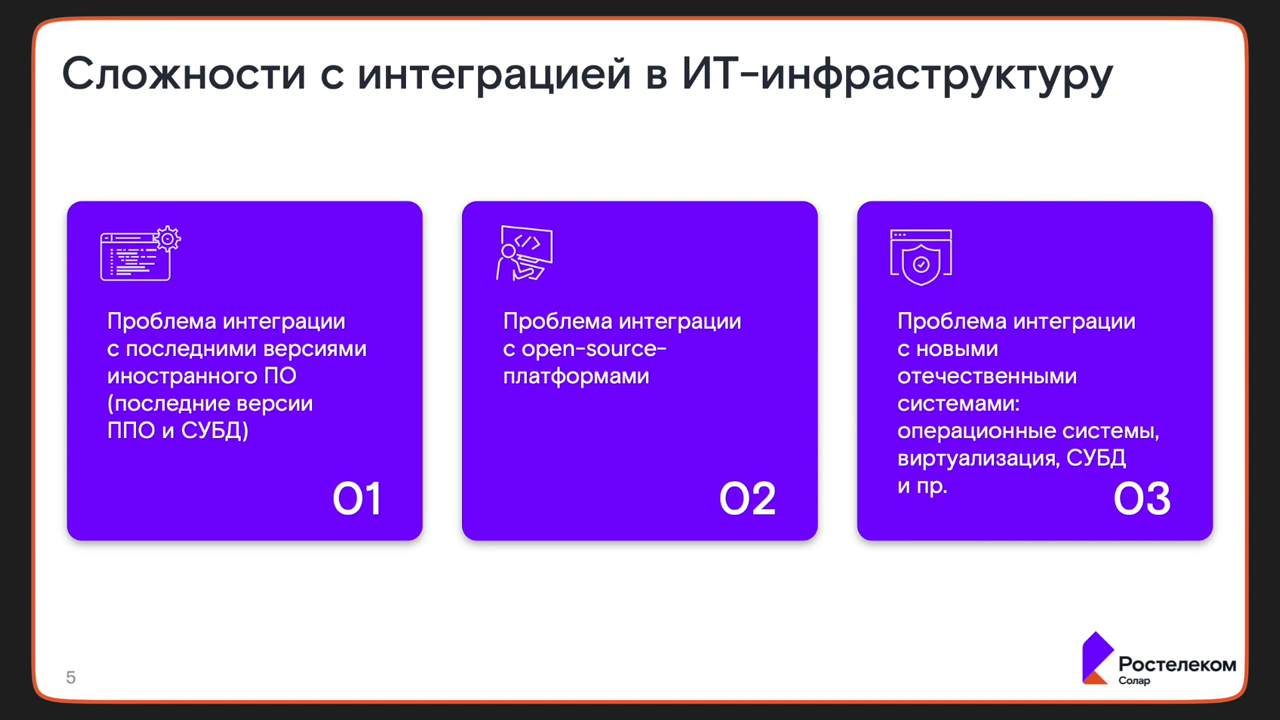 Сложности с интеграцией в ИТ-инфраструктуру
Проблема интеграции
с последними версиями
иностранного ПО
(последние версии
ППО и СУБД)
01
Проблема интеграции
с open-source-
платформами
02
Проблема интеграции
с новыми
отечественными
системами:
операционные системы,
виртуализация, СУБД
и пр.
03
5
Ростелеком
Солар